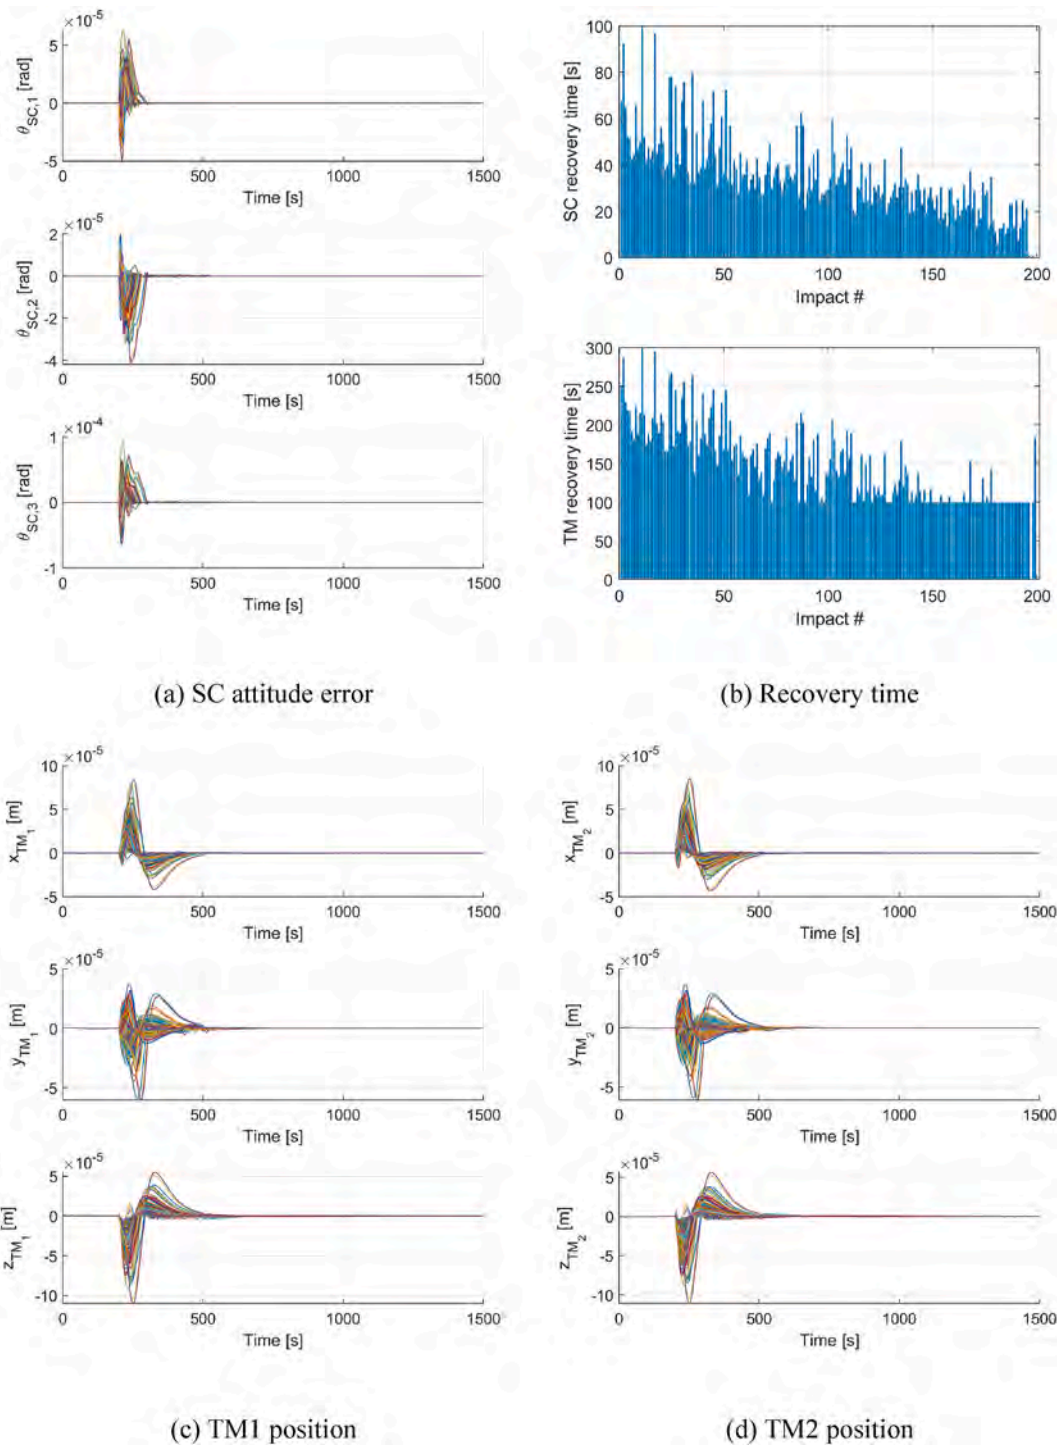 ×10⁻⁵
5
0
-5
θSC,1 [rad]
0 500 1000 1500
Time [s]
×10⁻⁵
2
0
-2
-4
θSC,2 [rad]
0 500 1000 1500
Time [s]
×10⁻⁴
1
0
-1
θSC,3 [rad]
0 500 1000 1500
Time [s]
(a) SC attitude error
100
80
60
40
20
0
SC recovery time [s]
0 50 100 150 200
Impact #
300
250
200
150
100
50
0
TM recovery time [s]
0 50 100 150 200
Impact #
(b) Recovery time
×10⁻⁵
10
5
0
-5
xTM1 [m]
0 500 1000 1500
Time [s]
×10⁻⁵
5
0
-5
yTM1 [m]
0 500 1000 1500
Time [s]
×10⁻⁵
5
0
-5
-10
zTM1 [m]
0 500 1000 1500
Time [s]
(c) TM1 position
×10⁻⁵
10
5
0
-5
xTM2 [m]
0 500 1000 1500
Time [s]
×10⁻⁵
5
0
-5
yTM2 [m]
0 500 1000 1500
Time [s]
×10⁻⁵
5
0
-5
-10
zTM2 [m]
0 500 1000 1500
Time [s]
(d) TM2 position